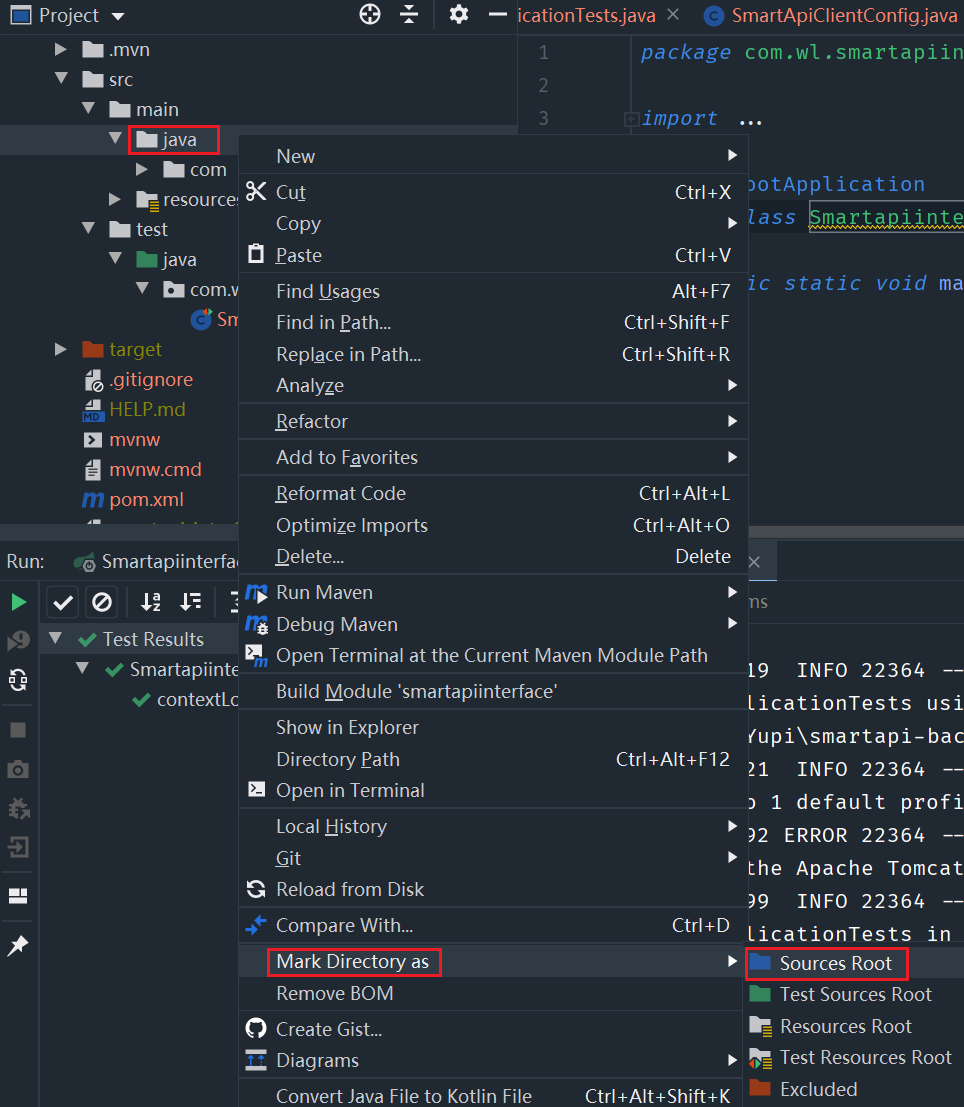 Project
icationTests.java
SmartApiClientConfig.java
.mvn
src
main
java
com
resources
test
java
com.w
Sm
target
.gitignore
HELP.md
mvnw
mvnw.cmd
pom.xml
1 package com.wl.smartapiin
2
3 import ...
ootApplication
lass Smartapiinte
ic static void ma
New
Cut Ctrl+X
Copy
Paste Ctrl+V
Find Usages Alt+F7
Find in Path... Ctrl+Shift+F
Replace in Path... Ctrl+Shift+R
Analyze
Refactor
Add to Favorites
Reformat Code Ctrl+Alt+L
Optimize Imports Ctrl+Alt+O
Delete... Delete
Run Maven
Debug Maven
Open Terminal at the Current Maven Module Path
Build Module 'smartapiinterface'
Show in Explorer
Directory Path Ctrl+Alt+F12
Open in Terminal
Local History
Git
Reload from Disk
Compare With... Ctrl+D
Mark Directory as
Remove BOM
Create Gist...
Diagrams
Convert Java File to Kotlin File Ctrl+Alt+Shift+K
Sources Root
Test Sources Root
Resources Root
Test Resources Root
Excluded
Run: Smartapiinterfac
Test Results
Smartapiinte
contextLo
ms
19 INFO 22364 --
licationTests usi
Yupi\smartapi-bac
21 INFO 22364 --
o 1 default profi
92 ERROR 22364 --
the Apache Tomcat
99 INFO 22364 --
licationTests in